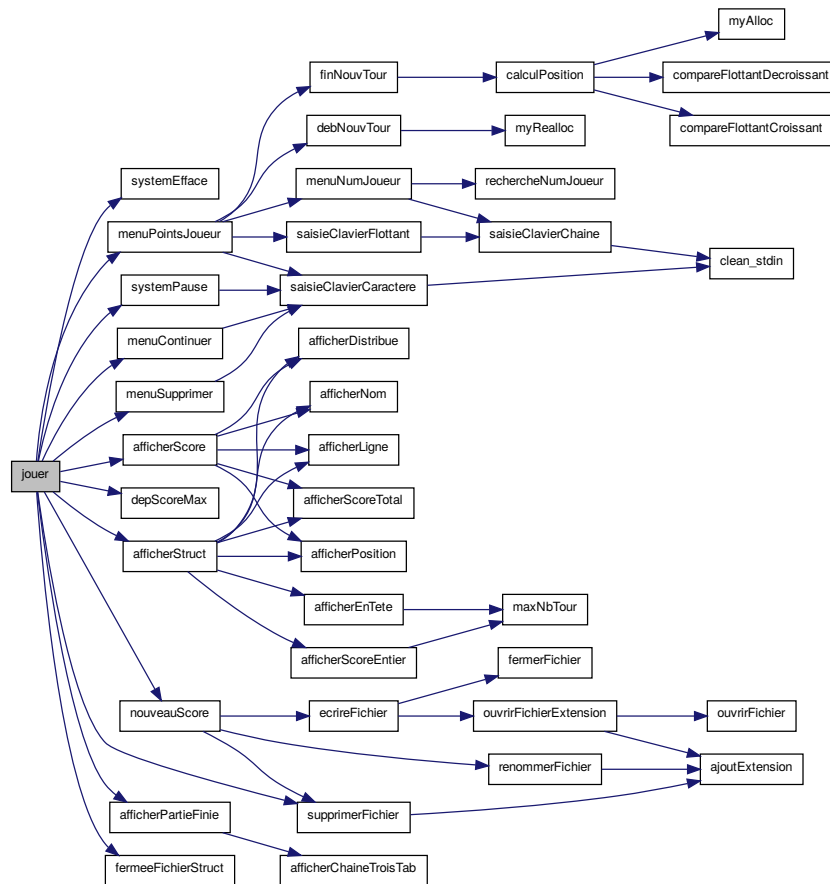 myAlloc
finNouvTour
calculPosition
compareFlottantDecroissant
debNouvTour
myRealloc
compareFlottantCroissant
systemEfface
menuNumJoueur
rechercheNumJoueur
menuPointsJoueur
saisieClavierFlottant
saisieClavierChaine
clean_stdin
systemPause
saisieClavierCaractere
menuContinuer
afficherDistribue
menuSupprimer
afficherNom
afficherScore
afficherLigne
jouer
depScoreMax
afficherScoreTotal
afficherStruct
afficherPosition
afficherEnTete
maxNbTour
afficherScoreEntier
fermerFichier
nouveauScore
ecrireFichier
ouvrirFichierExtension
ouvrirFichier
renommerFichier
ajoutExtension
afficherPartieFinie
supprimerFichier
fermeeFichierStruct
afficherChaineTroisTab